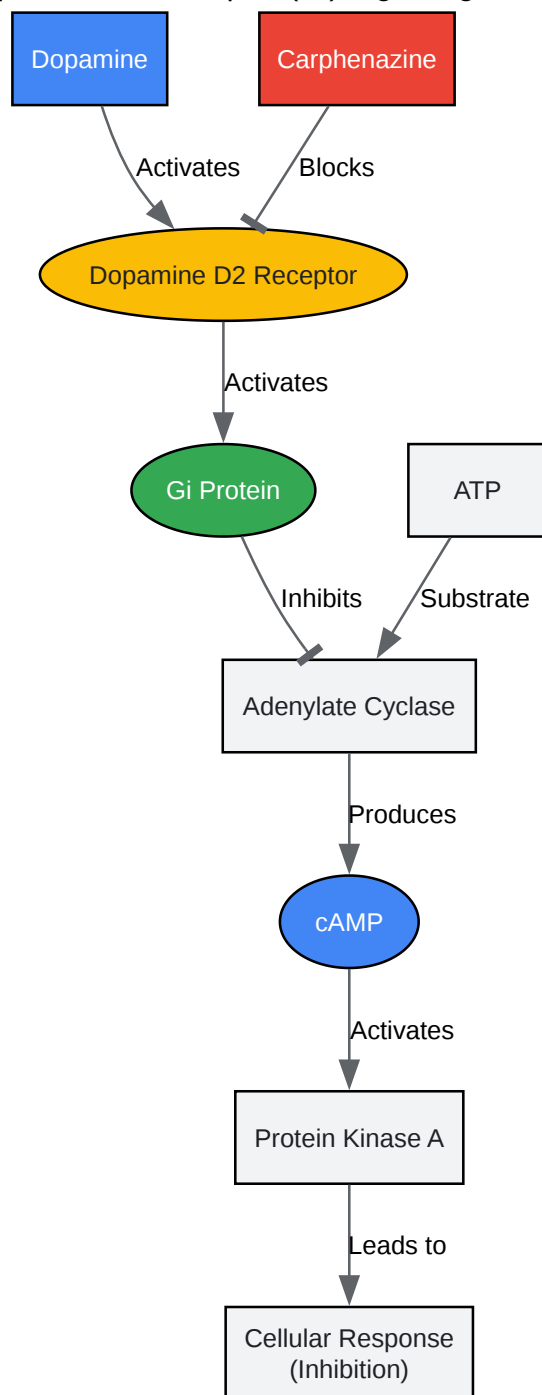 Dopamine
Carphenazine
Activates
Blocks
Dopamine D2 Receptor
Activates
Gi Protein
ATP
Inhibits
Substrate
Adenylate Cyclase
Produces
cAMP
Activates
Protein Kinase A
Leads to
Cellular Response
(Inhibition)